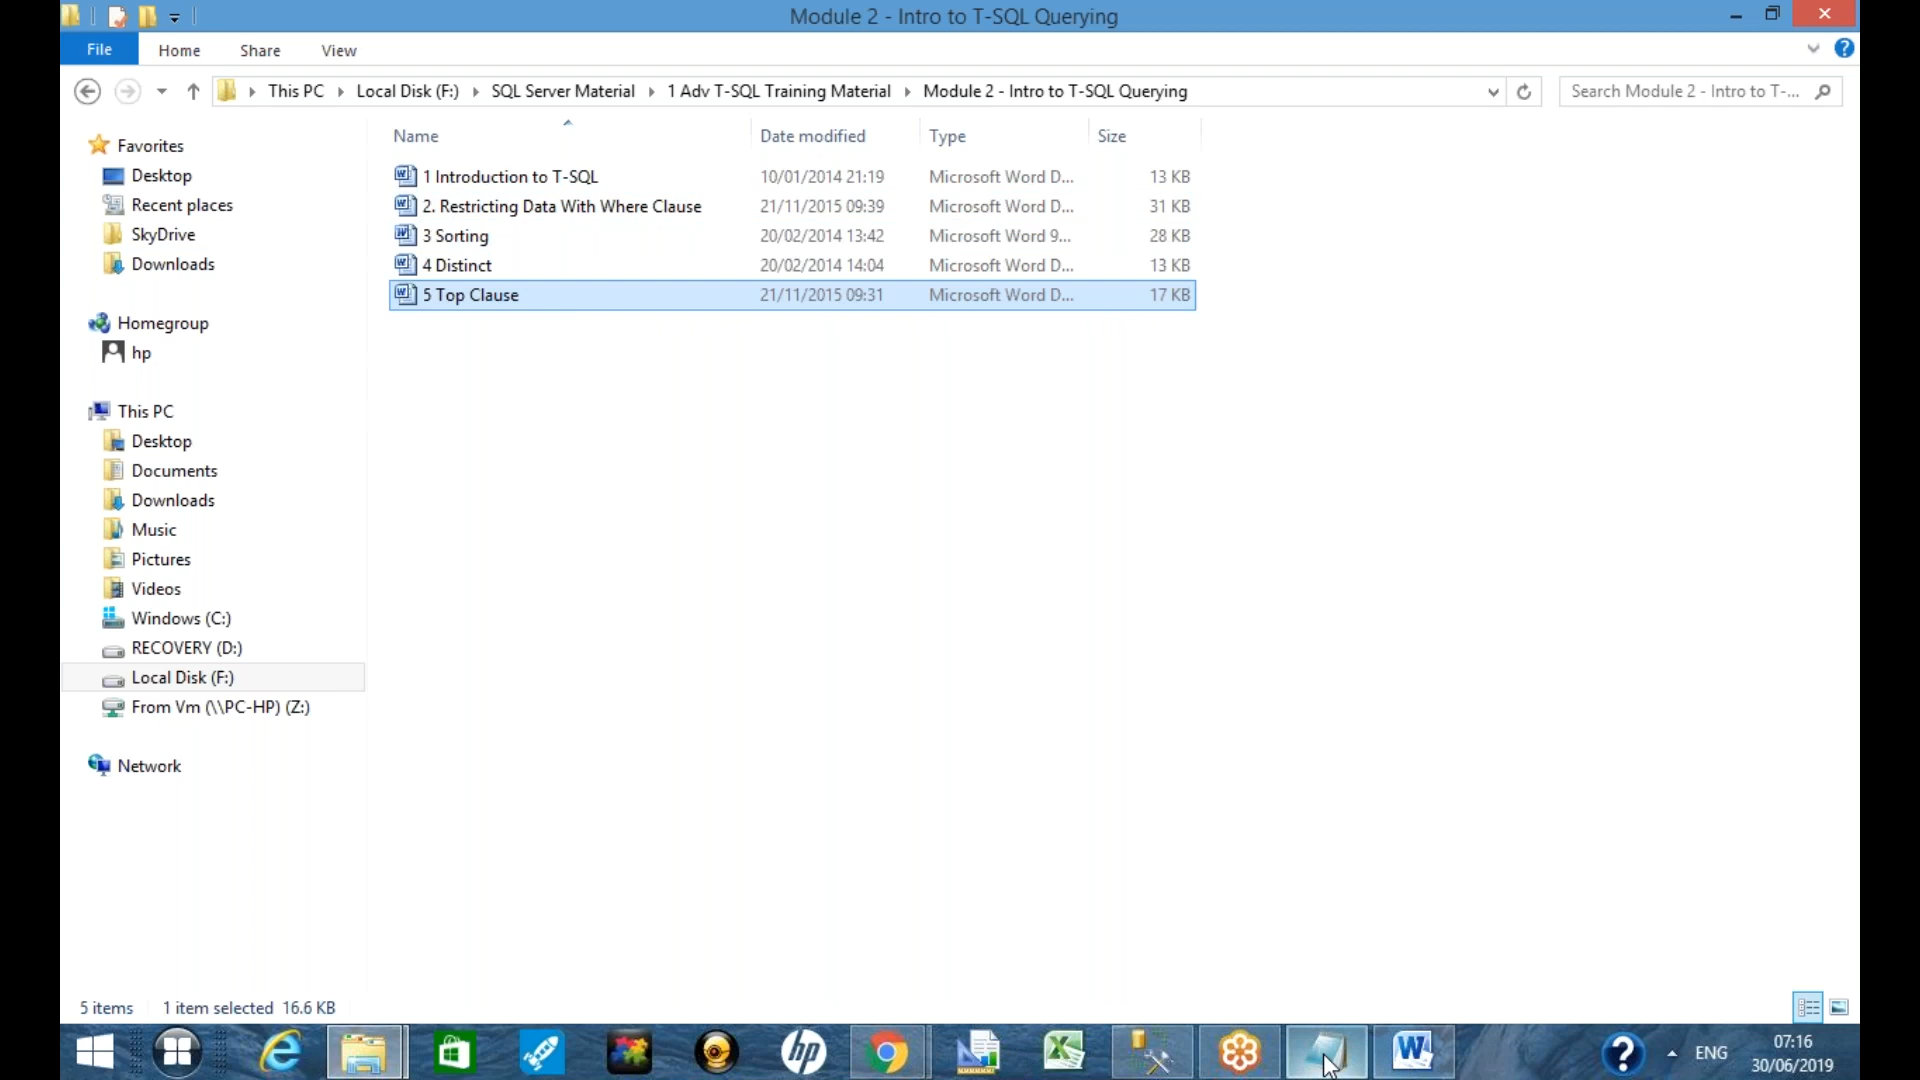 Module 2 - Intro to T-SQL Querying
File Home Share View
This PC Local Disk (F:) SQL Server Material 1 Adv T-SQL Training Material Module 2 - Intro to T-SQL Querying Search Module 2 - Intro to T-...
Name Date modified Type Size
1 Introduction to T-SQL 10/01/2014 21:19 Microsoft Word D... 13 KB
2. Restricting Data With Where Clause 21/11/2015 09:39 Microsoft Word D... 31 KB
3 Sorting 20/02/2014 13:42 Microsoft Word 9... 28 KB
4 Distinct 20/02/2014 14:04 Microsoft Word D... 13 KB
5 Top Clause 21/11/2015 09:31 Microsoft Word D... 17 KB
Favorites
Desktop
Recent places
SkyDrive
Downloads
Homegroup
hp
This PC
Desktop
Documents
Downloads
Music
Pictures
Videos
Windows (C:)
RECOVERY (D:)
Local Disk (F:)
From Vm (\\PC-HP) (Z:)
Network
5 items 1 item selected 16.6 KB
hp
ENG
07:16
30/06/2019